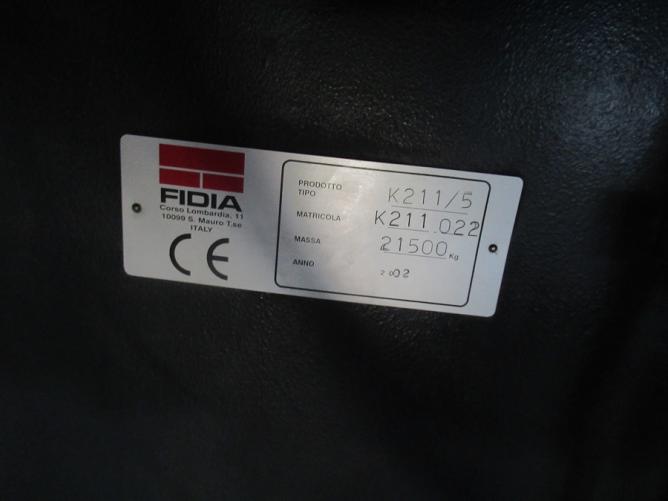 FIDIA
Corso Lombardia, 11
10099 S. Mauro T.se
ITALY
CE
PRODOTTO
TIPO K211/5
MATRICOLA K211.022
MASSA 21500 Kg
ANNO 2002